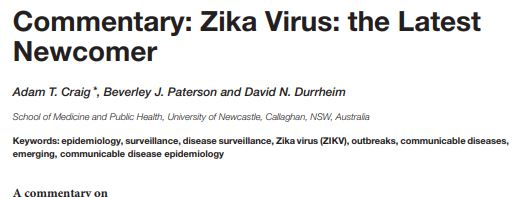 Commentary: Zika Virus: the Latest
Newcomer
Adam T. Craig*, Beverley J. Paterson and David N. Durrheim
School of Medicine and Public Health, University of Newcastle, Callaghan, NSW, Australia
Keywords: epidemiology, surveillance, disease surveillance, Zika virus (ZIKV), outbreaks, communicable diseases,
emerging, communicable disease epidemiology
A commentary on